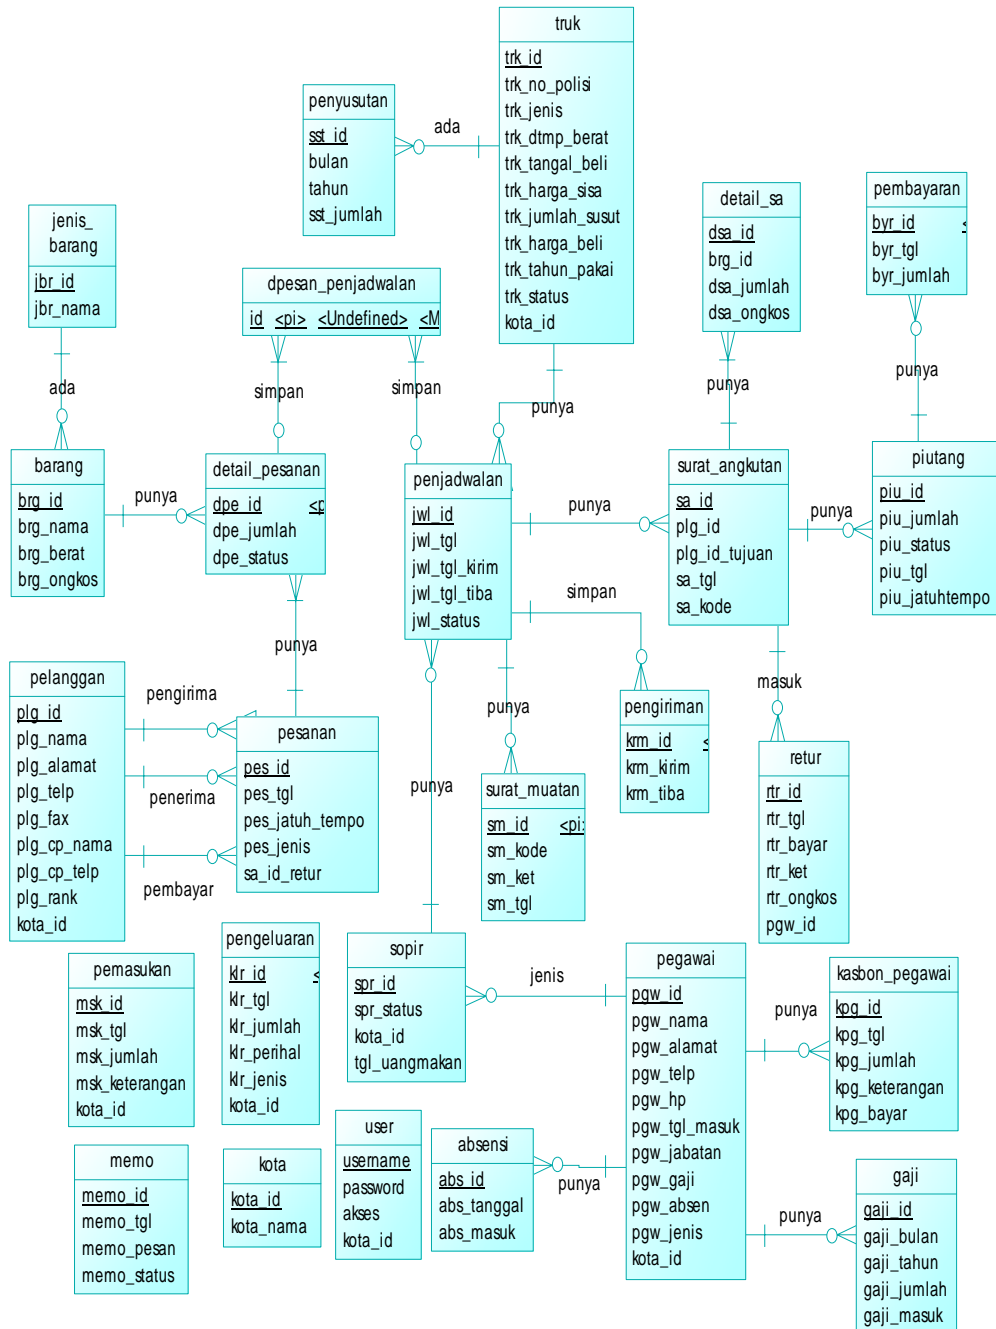 truk
trk_id
trk_no_polisi
trk_jenis
trk_dtmp_berat
trk_tangal_beli
trk_harga_sisa
trk_jumlah_susut
trk_harga_beli
trk_tahun_pakai
trk_status
kota_id
penyusutan
sst_id
bulan
tahun
sst_jumlah
ada
jenis_
barang
jbr_id
jbr_nama
dpesan_penjadwalan
id <pi> <Undefined> <M
detail_sa
dsa_id
brg_id
dsa_jumlah
dsa_ongkos
pembayaran
byr_id <
byr_tgl
byr_jumlah
ada
simpan
simpan
punya
punya
punya
barang
brg_id
brg_nama
brg_berat
brg_ongkos
punya
detail_pesanan
dpe_id <p
dpe_jumlah
dpe_status
penjadwalan
jwl_id
jwl_tgl
jwl_tgl_kirim
jwl_tgl_tiba
jwl_status
punya
surat_angkutan
sa_id
plg_id
plg_id_tujuan
sa_tgl
sa_kode
punya
piutang
piu_id
piu_jumlah
piu_status
piu_tgl
piu_jatuhtempo
simpan
punya
masuk
pelanggan
plg_id
plg_nama
plg_alamat
plg_telp
plg_fax
plg_cp_nama
plg_cp_telp
plg_rank
kota_id
pengirima
penerima
pembayar
pesanan
pes_id
pes_tgl
pes_jatuh_tempo
pes_jenis
sa_id_retur
punya
punya
surat_muatan
sm_id <pi>
sm_kode
sm_ket
sm_tgl
pengiriman
krm_id <
krm_kirim
krm_tiba
retur
rtr_id
rtr_tgl
rtr_bayar
rtr_ket
rtr_ongkos
pgw_id
pemasukan
msk_id
msk_tgl
msk_jumlah
msk_keterangan
kota_id
pengeluaran
klr_id <
klr_tgl
klr_jumlah
klr_perihal
klr_jenis
kota_id
sopir
spr_id
spr_status
kota_id
tgl_uangmakan
jenis
pegawai
pgw_id
pgw_nama
pgw_alamat
pgw_telp
pgw_hp
pgw_tgl_masuk
pgw_jabatan
pgw_gaji
pgw_absen
pgw_jenis
kota_id
punya
kasbon_pegawai
kpg_id
kpg_tgl
kpg_jumlah
kpg_keterangan
kpg_bayar
memo
memo_id
memo_tgl
memo_pesan
memo_status
kota
kota_id
kota_nama
user
username
password
akses
kota_id
absensi
abs_id
abs_tanggal
abs_masuk
punya
punya
gaji
gaji_id
gaji_bulan
gaji_tahun
gaji_jumlah
gaji_masuk